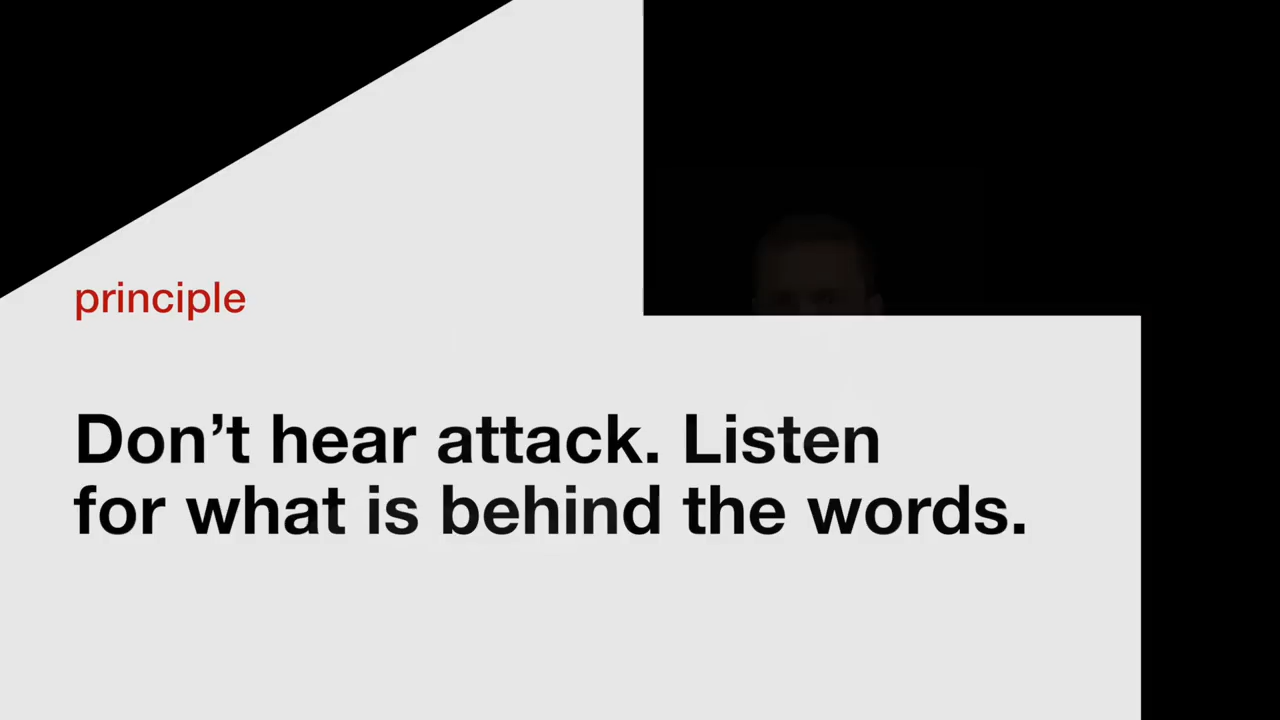 principle
Don’t hear attack. Listen
for what is behind the words.